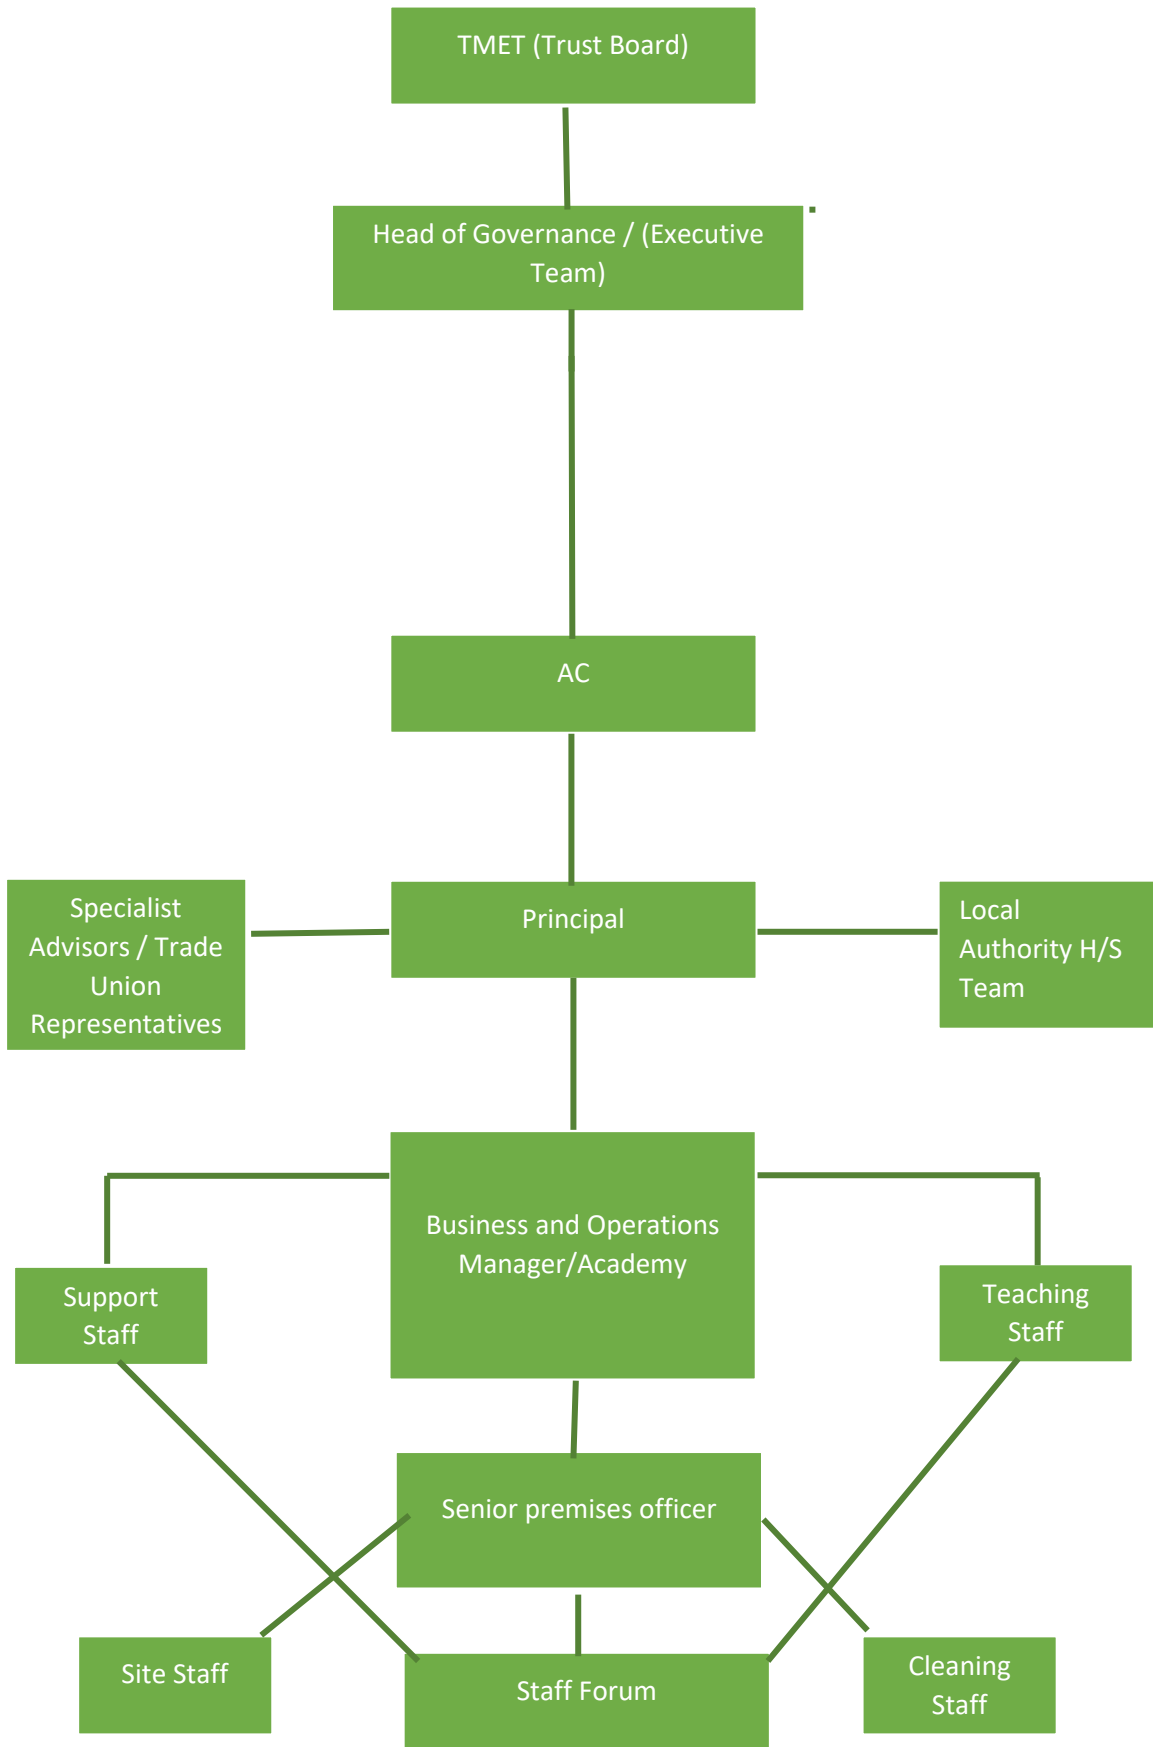 TMET (Trust Board)
Head of Governance / (Executive
Team)
AC
Specialist
Advisors / Trade
Union
Representatives
Principal
Local
Authority H/S
Team
Business and Operations
Manager/Academy
Support
Staff
Teaching
Staff
Senior premises officer
Site Staff
Staff Forum
Cleaning
Staff